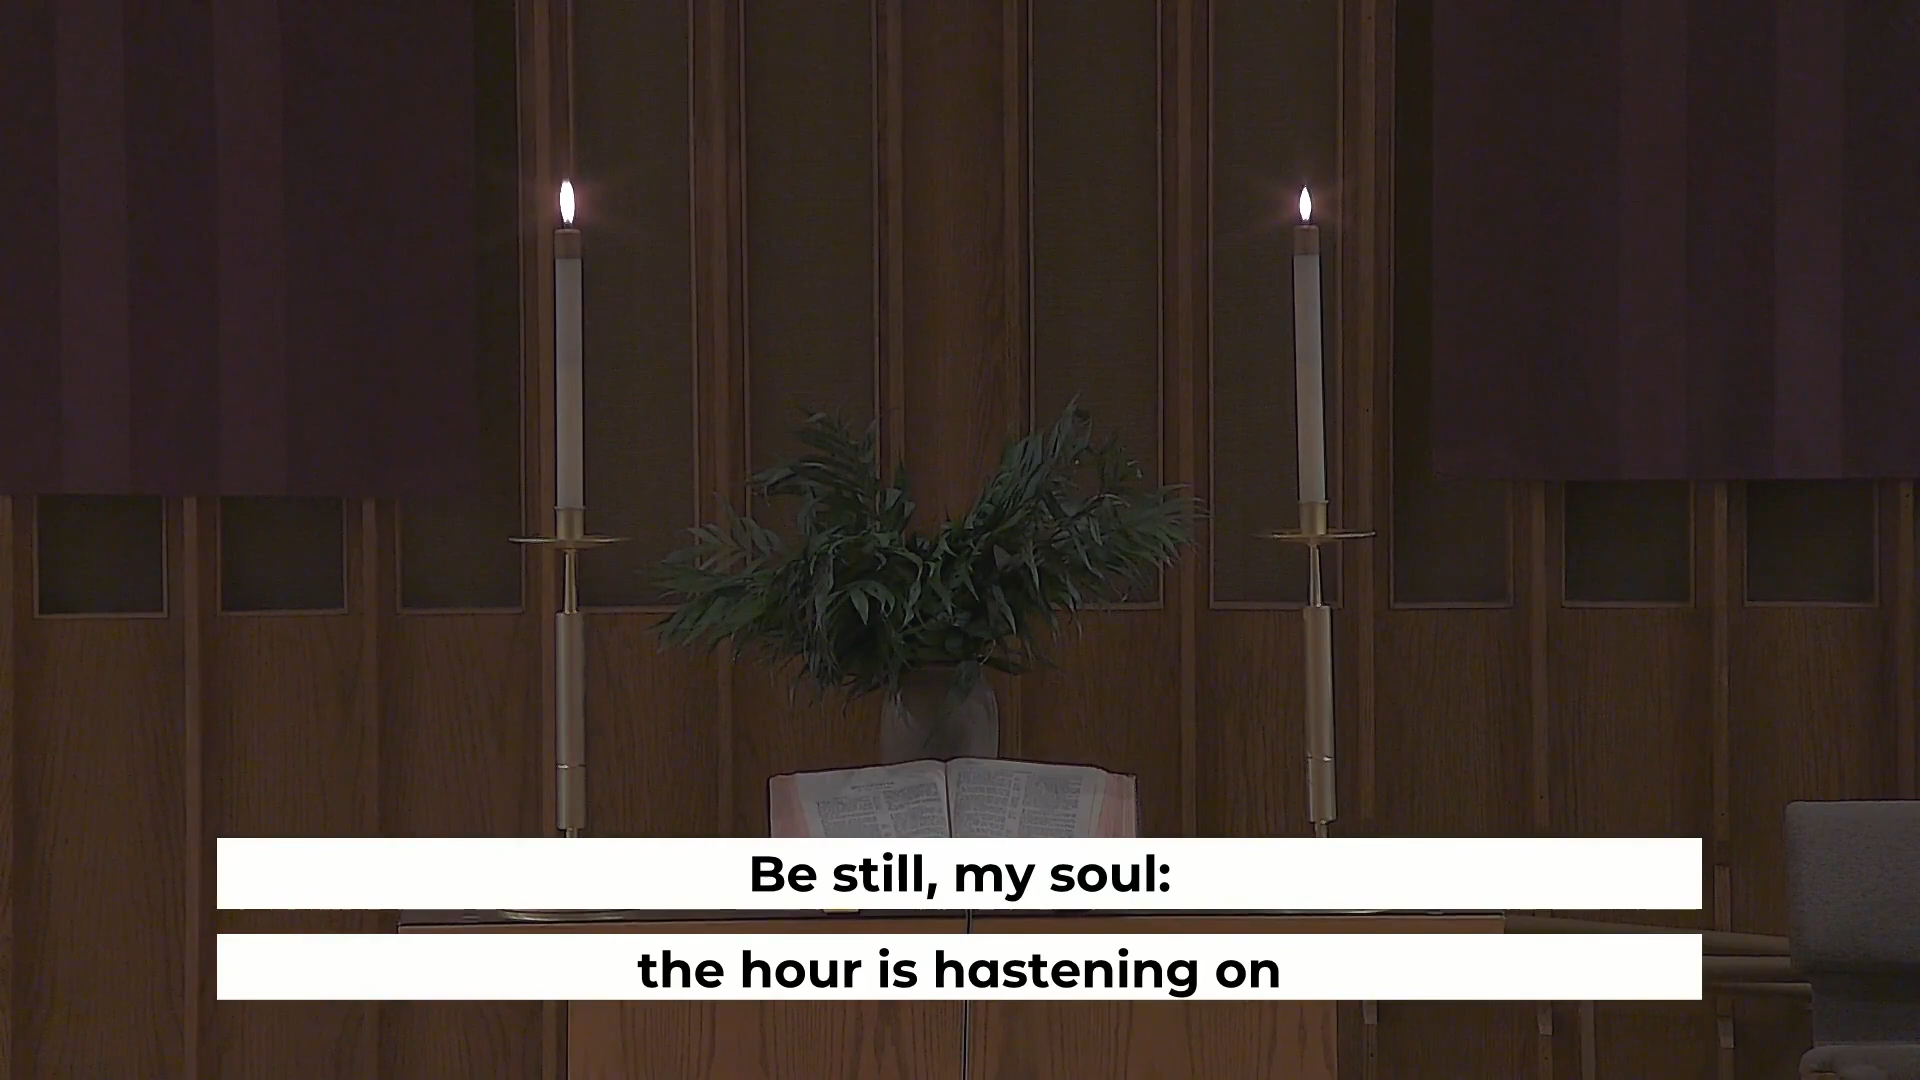 Be still, my soul:
the hour is hastening on